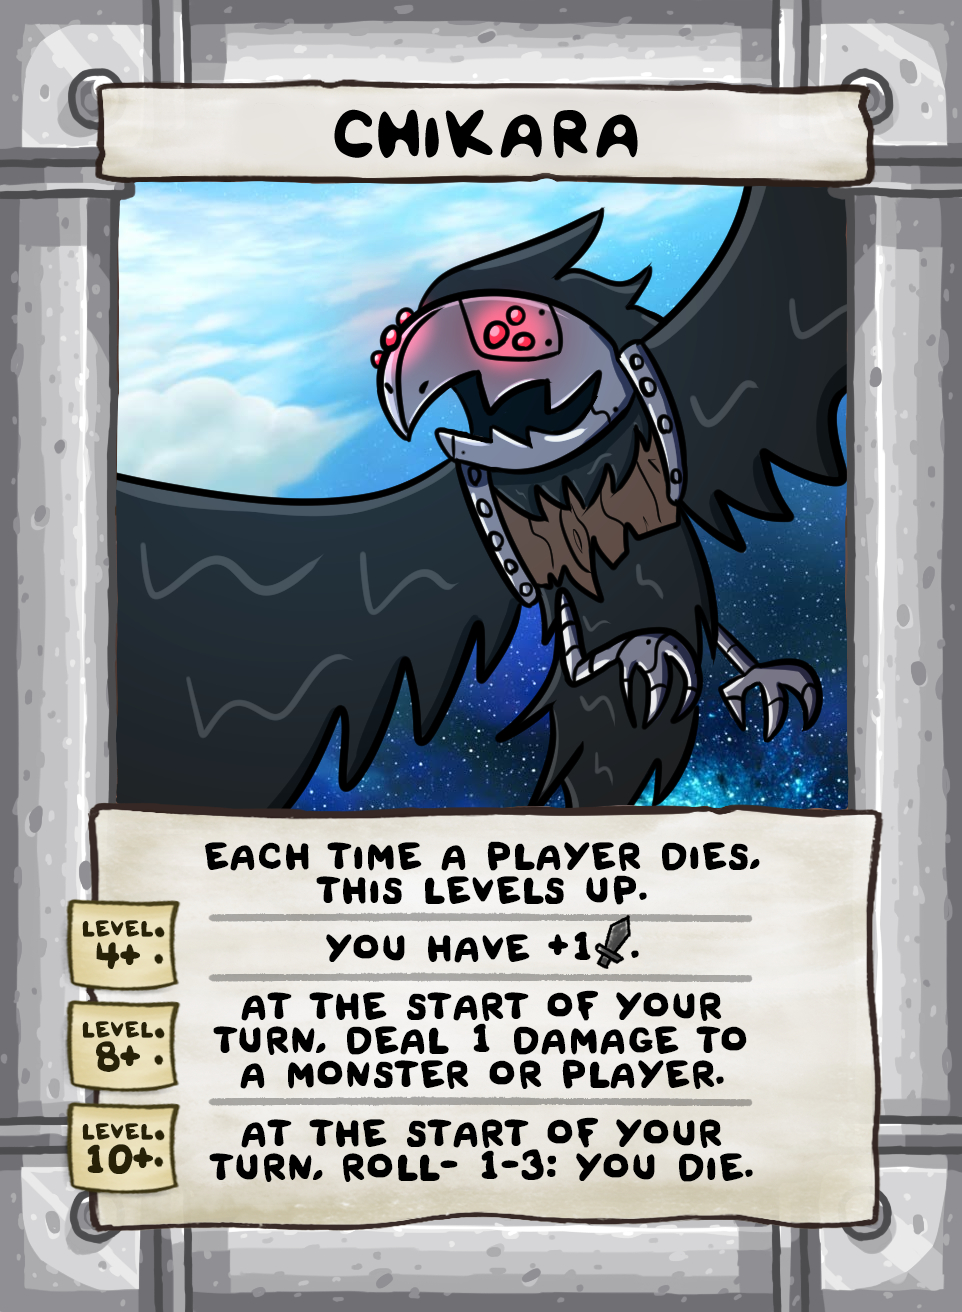 CHIKARA
EACH TIME A PLAYER DIES,
THIS LEVELS UP.
LEVEL
4+
YOU HAVE +1.
LEVEL
8+
AT THE START OF YOUR
TURN, DEAL 1 DAMAGE TO
A MONSTER OR PLAYER.
LEVEL
10+
AT THE START OF YOUR
TURN, ROLL- 1-3: YOU DIE.